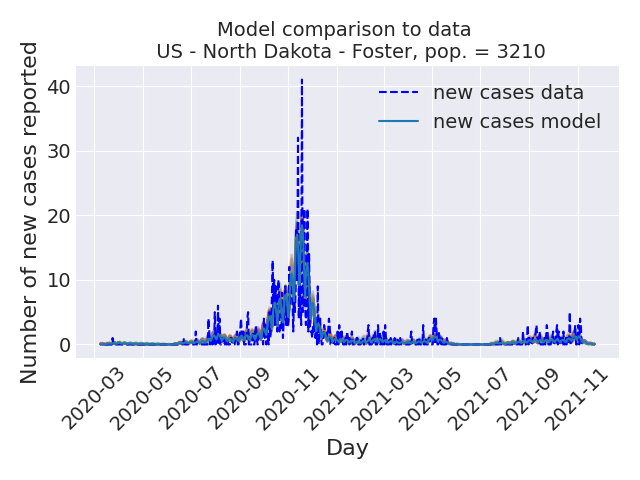 Model comparison to data
US - North Dakota - Foster, pop. = 3210
Number of new cases reported
40
30
20
10
0
new cases data
new cases model
2020-03
2020-05
2020-07
2020-09
2020-11
2021-01
2021-03
2021-05
2021-07
2021-09
2021-11
Day